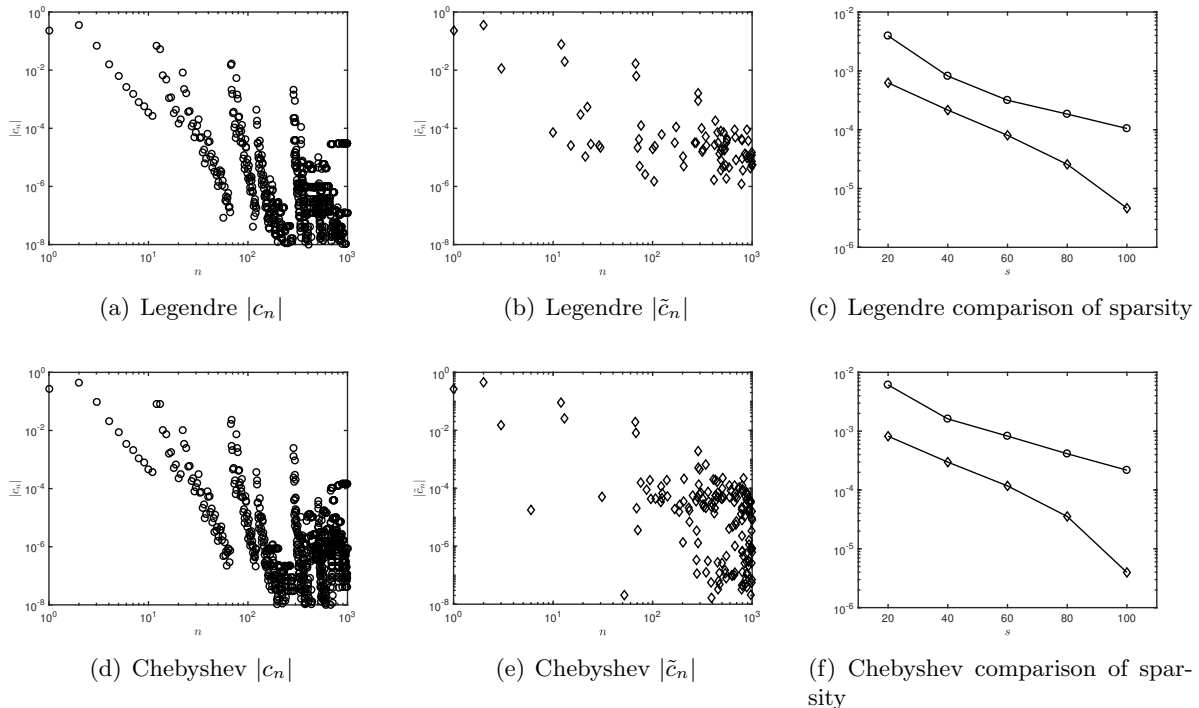 10^0
10^-2
10^-4
10^-6
10^-8
|c_n|
10^0 10^1 10^2 10^3
n
(a) Legendre |c_n|
10^0
10^-2
10^-4
10^-6
10^-8
|c̃_n|
10^0 10^1 10^2 10^3
n
(b) Legendre |c̃_n|
10^-2
10^-3
10^-4
10^-5
10^-6
20 40 60 80 100
s
(c) Legendre comparison of sparsity
10^0
10^-2
10^-4
10^-6
10^-8
|c_n|
10^0 10^1 10^2 10^3
n
(d) Chebyshev |c_n|
10^0
10^-2
10^-4
10^-6
10^-8
|c̃_n|
10^0 10^1 10^2 10^3
n
(e) Chebyshev |c̃_n|
10^-2
10^-3
10^-4
10^-5
10^-6
20 40 60 80 100
s
(f) Chebyshev comparison of spar-
sity